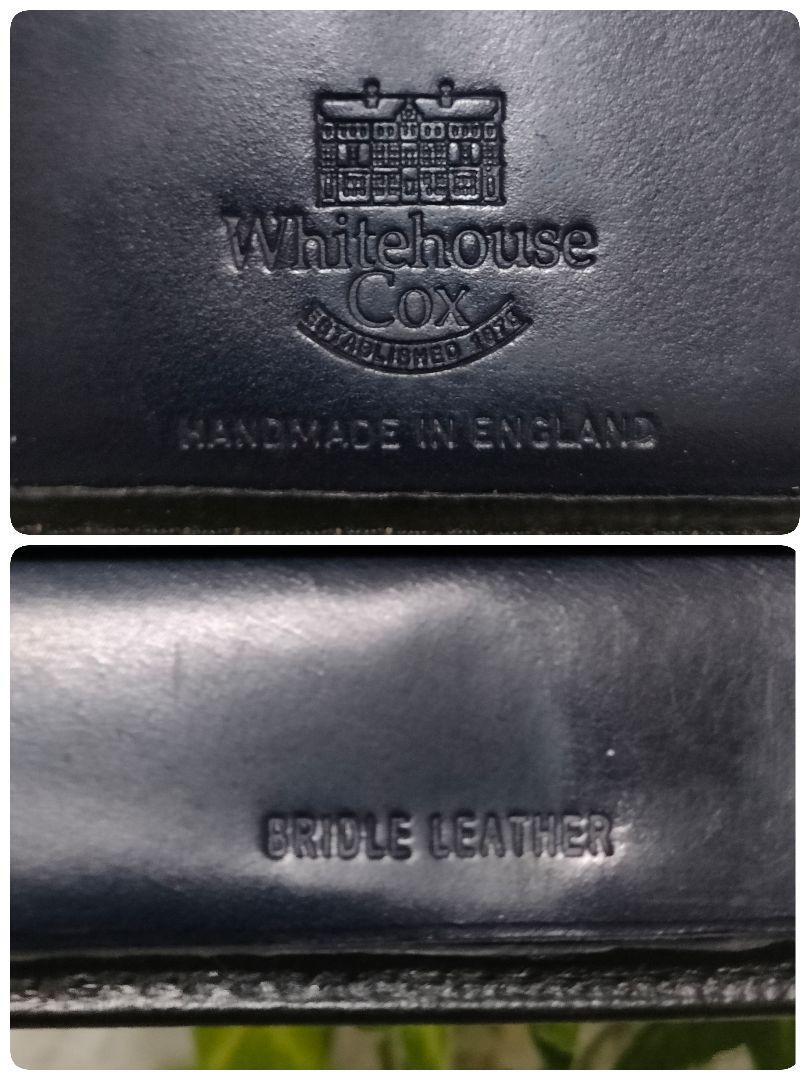 Whitehouse
Cox
ESTABLISHED 1875
HANDMADE IN ENGLAND
BRIDLE LEATHER